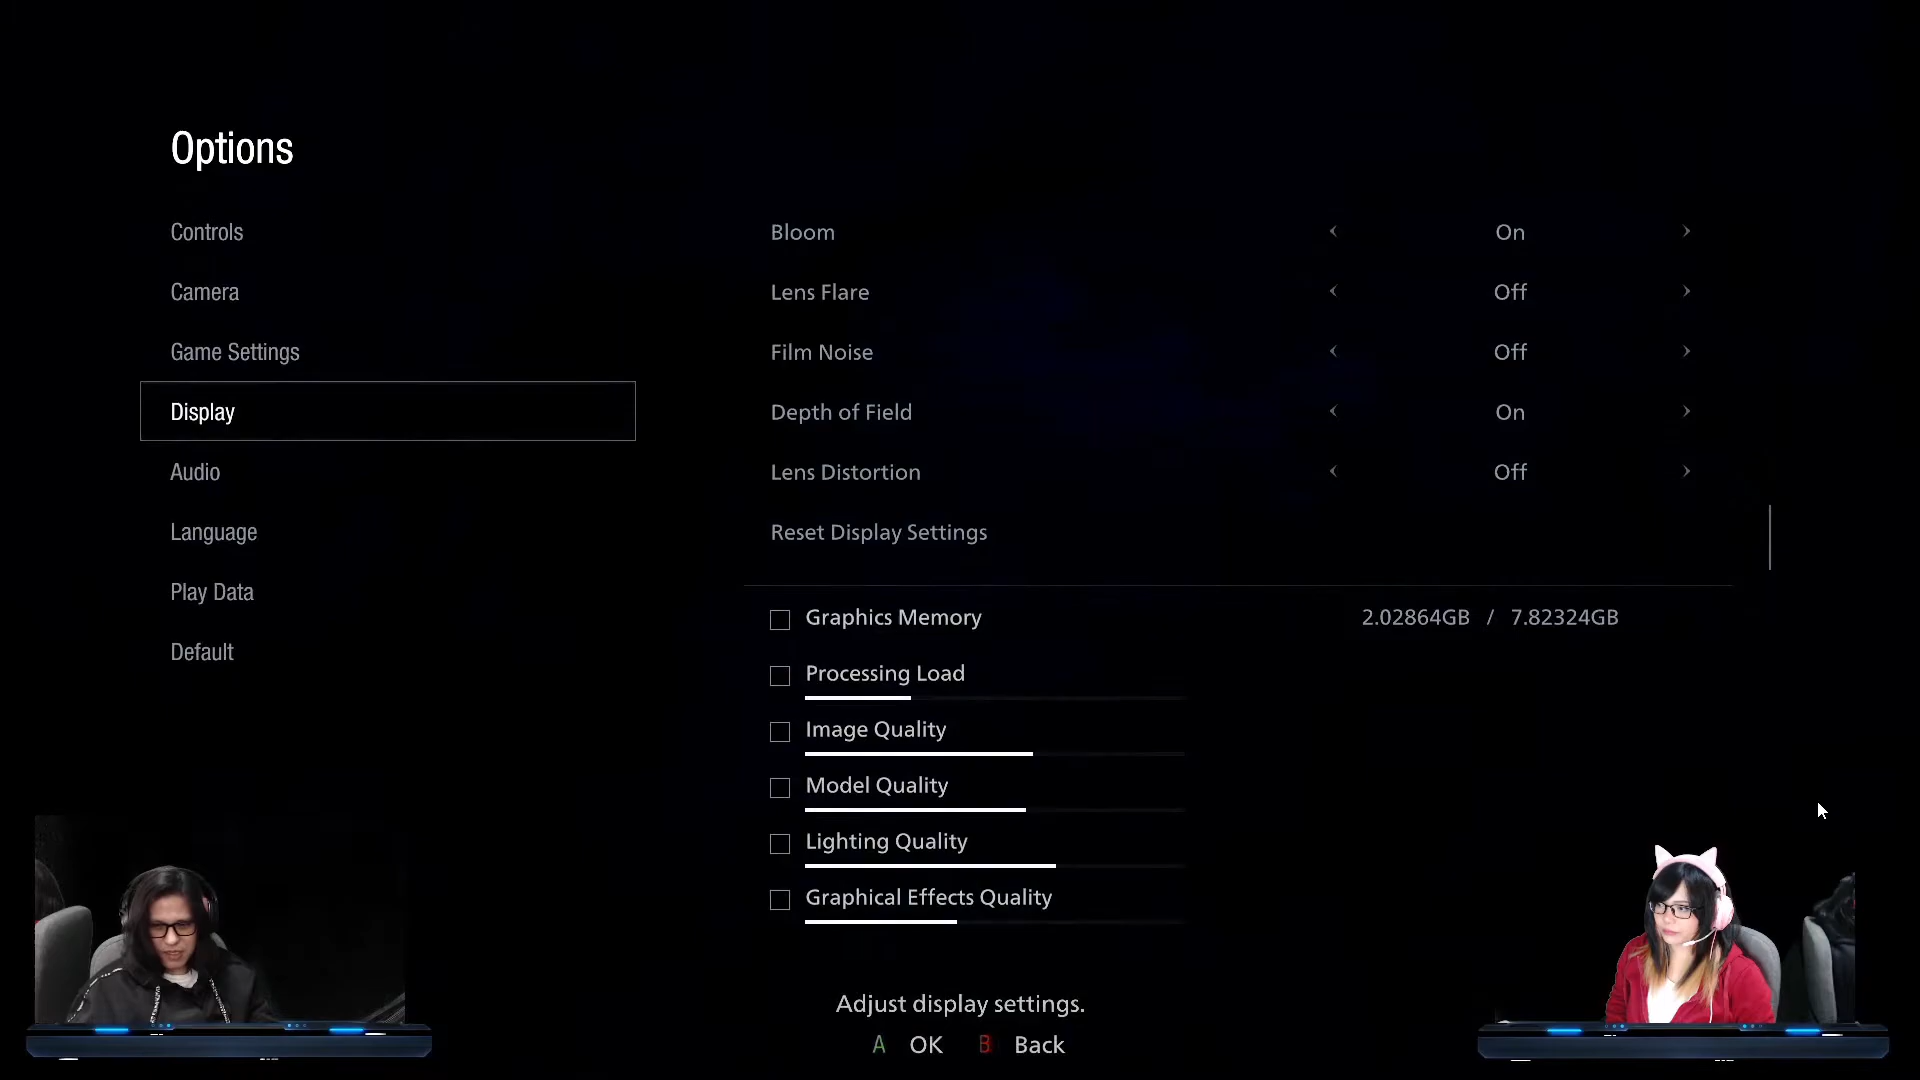 Options
Controls
Camera
Game Settings
Display
Audio
Language
Play Data
Default
Bloom < On >
Lens Flare < Off >
Film Noise < Off >
Depth of Field < On >
Lens Distortion < Off >
Reset Display Settings
Graphics Memory 2.02864GB / 7.82324GB
Processing Load
Image Quality
Model Quality
Lighting Quality
Graphical Effects Quality
Adjust display settings.
A OK B Back